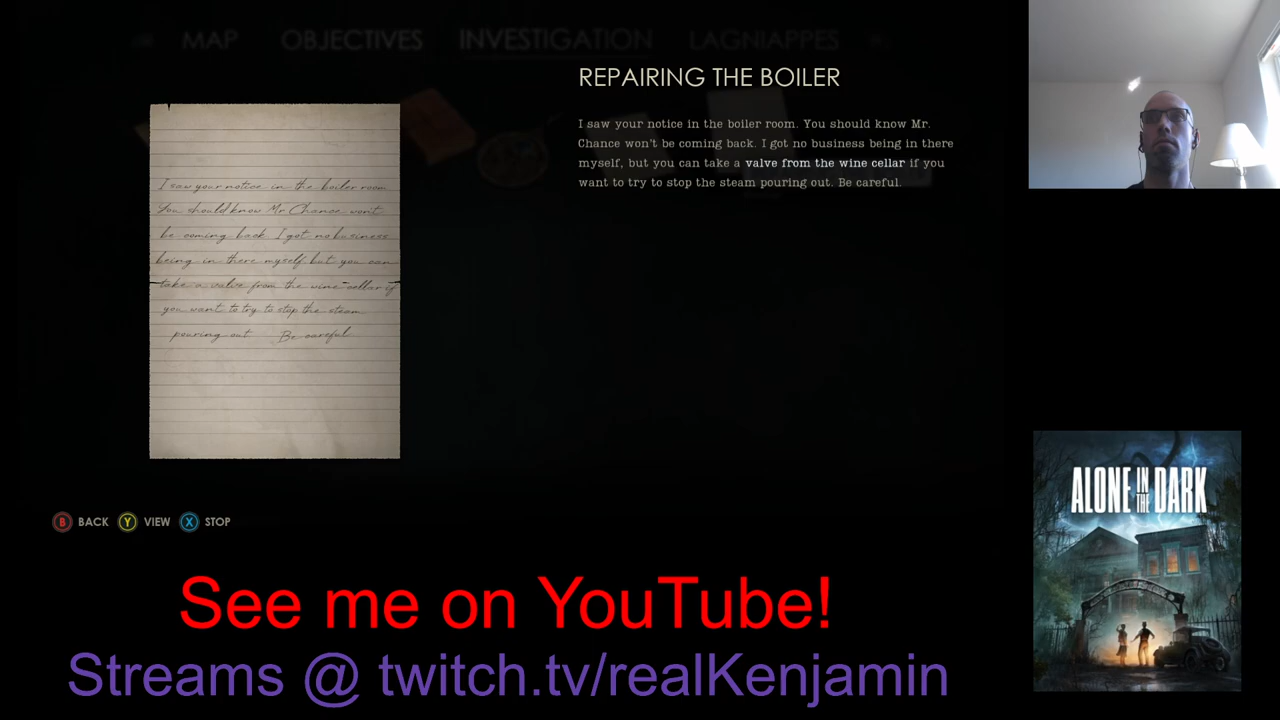 MAP OBJECTIVES INVESTIGATION LAGNIAPPES
REPAIRING THE BOILER
I saw your notice in the boiler room. You should know Mr.
Chance won't be coming back. I got no business being in there
myself, but you can take a valve from the wine cellar if you
want to try to stop the steam pouring out. Be careful.
I saw your notice in the boiler room
You should know Mr Chance wont
be coming back I got no business
being in there myself but you can
take a valve from the wine cellar if
you want to try to stop the steam
pouring out Be careful
B BACK Y VIEW X STOP
ALONE IN THE DARK
See me on YouTube!
Streams @ twitch.tv/realKenjamin